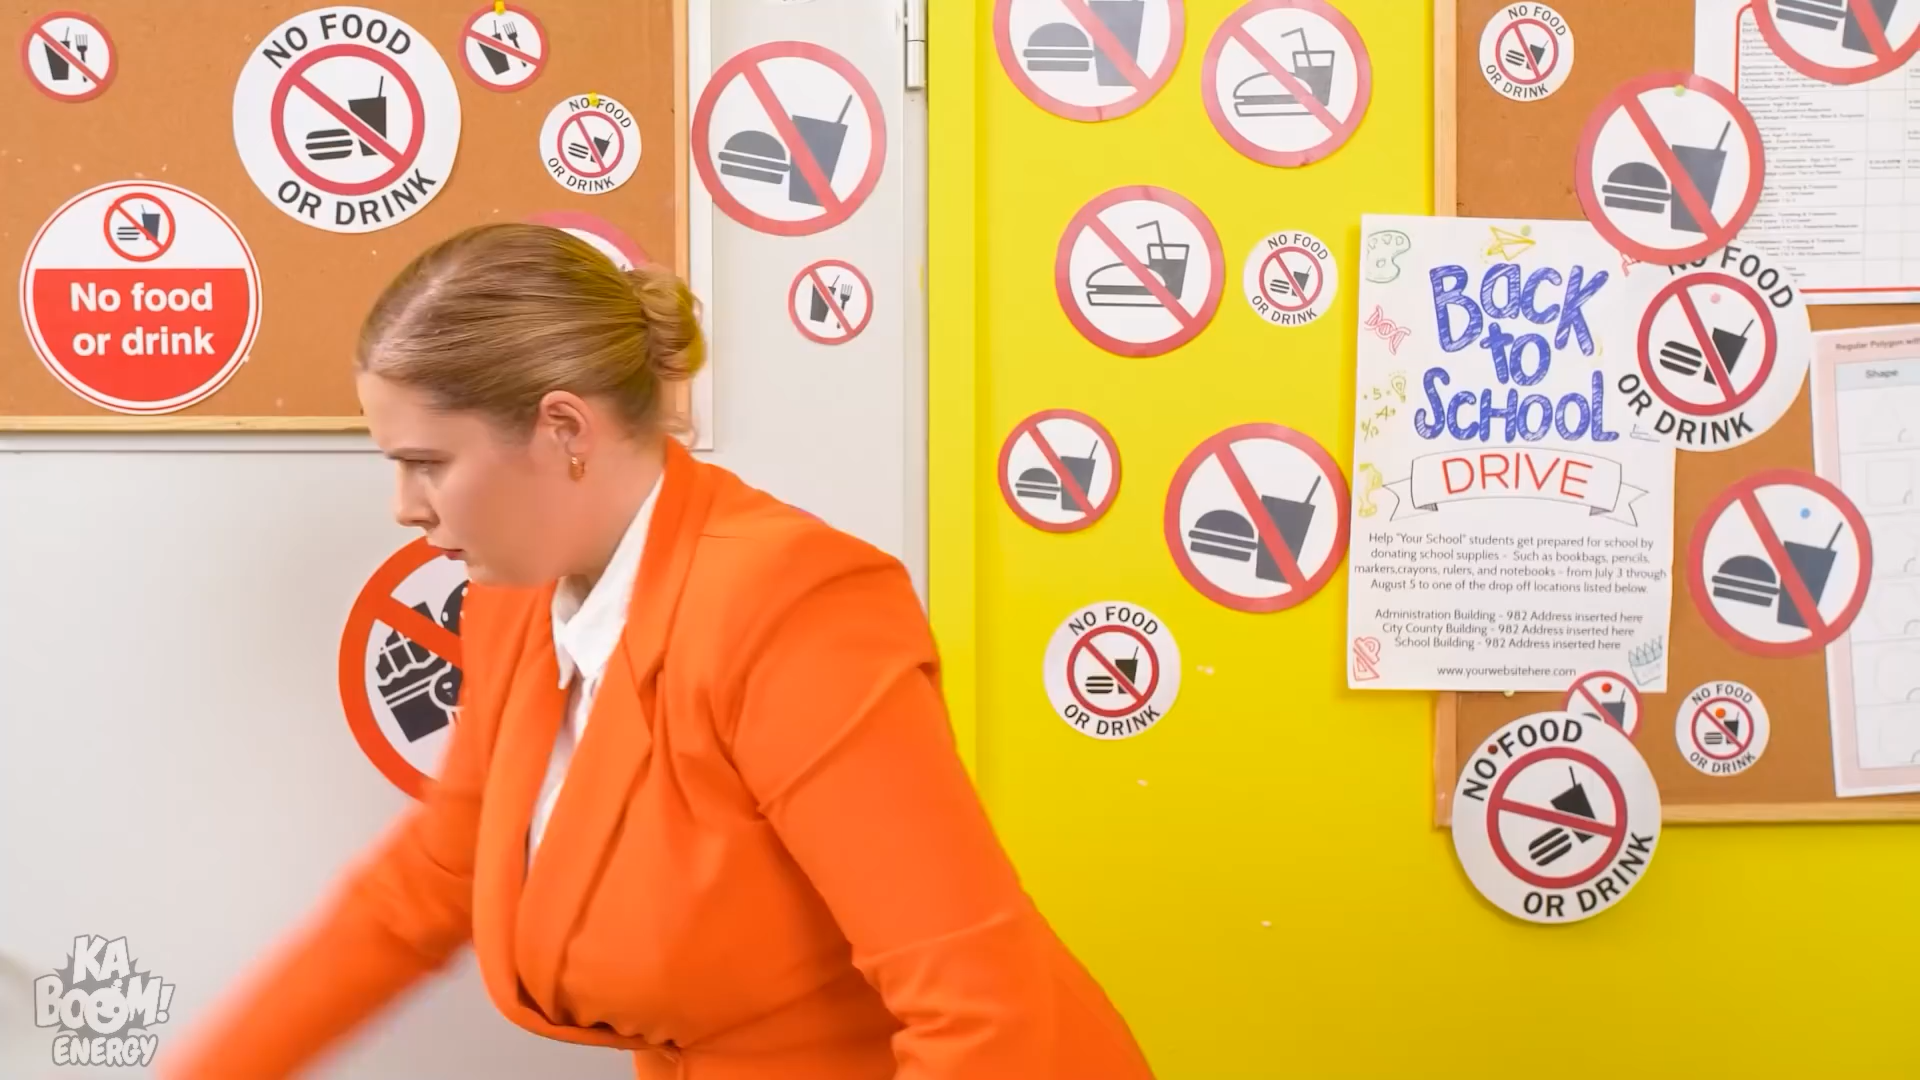 NO FOOD
OR DRINK
NO FOOD
OR DRINK
No food
or drink
NO FOOD
OR DRINK
NO FOOD
OR DRINK
NO FOOD
OR DRINK
BACK
to
SCHOOL
DRIVE
Help "Your School" students get prepared for school by
donating school supplies - Such as bookbags, pencils,
markers,crayons, rulers, and notebooks - from July 3 through
August 5 to one of the drop off locations listed below.
Administration Building - 982 Address inserted here
City County Building - 982 Address inserted here
School Building - 982 Address inserted here
www.yourwebsitehere.com
NO FOOD
OR DRINK
Regular Polygon
Shape
NO FOOD
OR DRINK
NO FOOD
OR DRINK
KA
BOOM!
ENERGY